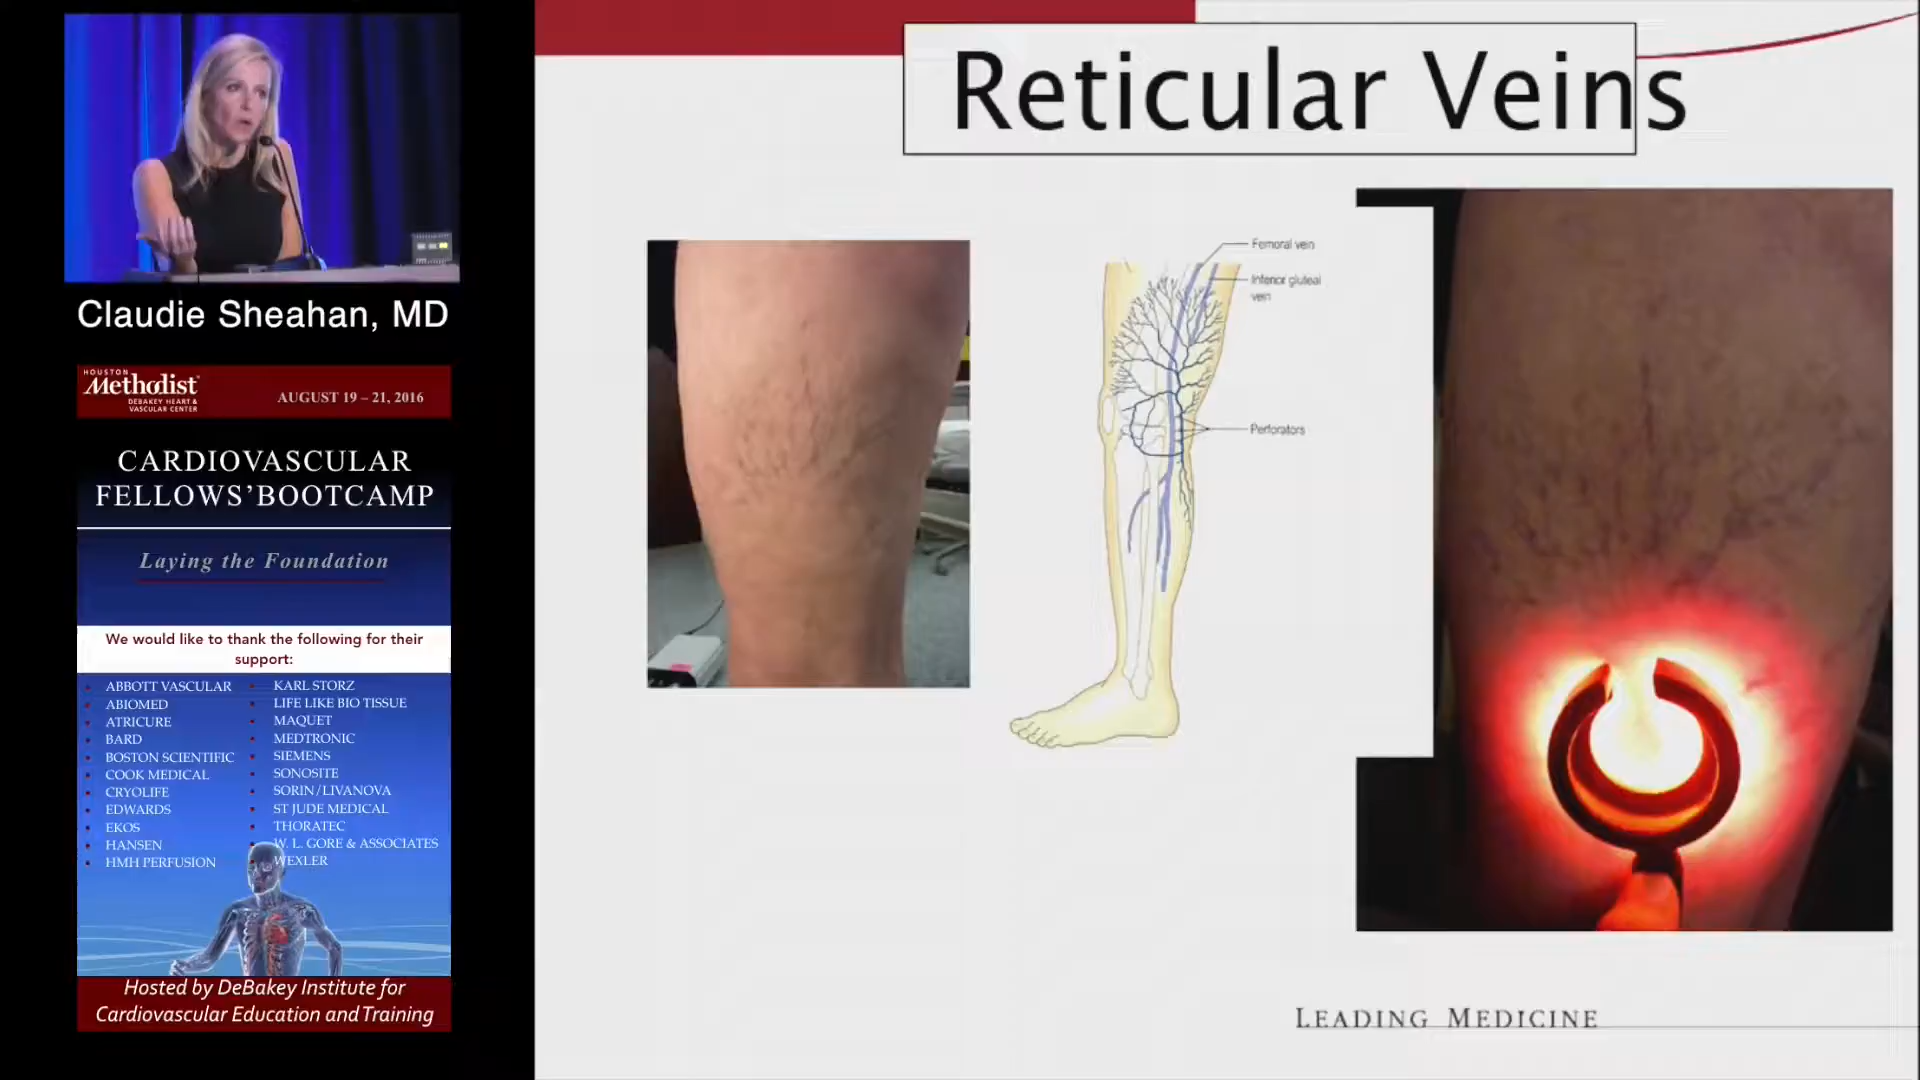 Reticular Veins
Femoral vein
Inferior gluteal
vein
Perforators
LEADING MEDICINE
Claudie Sheahan, MD
HOUSTON
Methodist
DEBAKEY HEART &
VASCULAR CENTER
AUGUST 19 – 21, 2016
CARDIOVASCULAR
FELLOWS’BOOTCAMP
Laying the Foundation
We would like to thank the following for their
support:
ABBOTT VASCULAR
ABIOMED
ATRICURE
BARD
BOSTON SCIENTIFIC
COOK MEDICAL
CRYOLIFE
EDWARDS
EKOS
HANSEN
HMH PERFUSION
KARL STORZ
LIFE LIKE BIO TISSUE
MAQUET
MEDTRONIC
SIEMENS
SONOSITE
SORIN/LIVANOVA
ST JUDE MEDICAL
THORATEC
W. L. GORE & ASSOCIATES
WEXLER
Hosted by DeBakey Institute for
Cardiovascular Education and Training